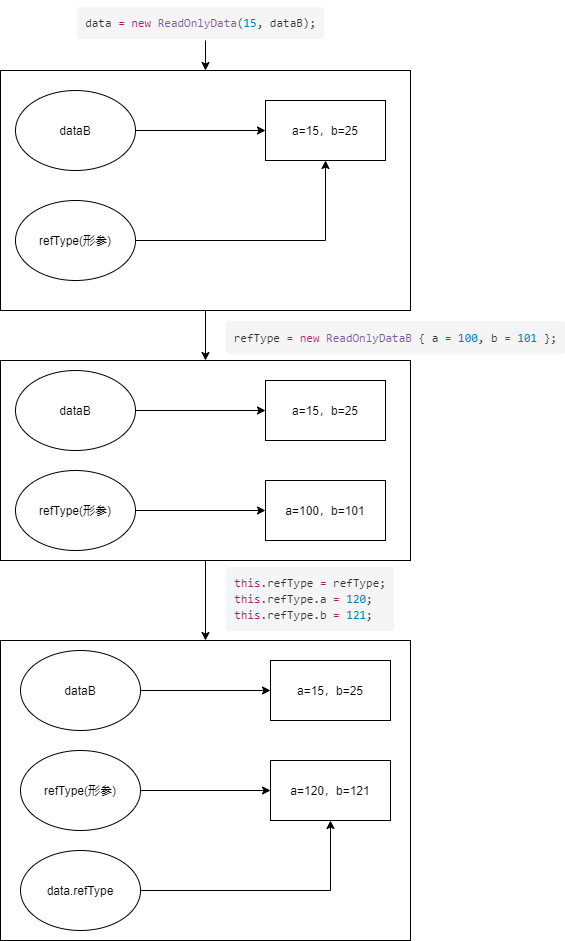 data = new ReadOnlyData(15, dataB);
dataB
a=15，b=25
refType(形参)
refType = new ReadOnlyDataB { a = 100, b = 101 };
dataB
a=15，b=25
refType(形参)
a=100，b=101
this.refType = refType;
this.refType.a = 120;
this.refType.b = 121;
dataB
a=15，b=25
refType(形参)
a=120，b=121
data.refType